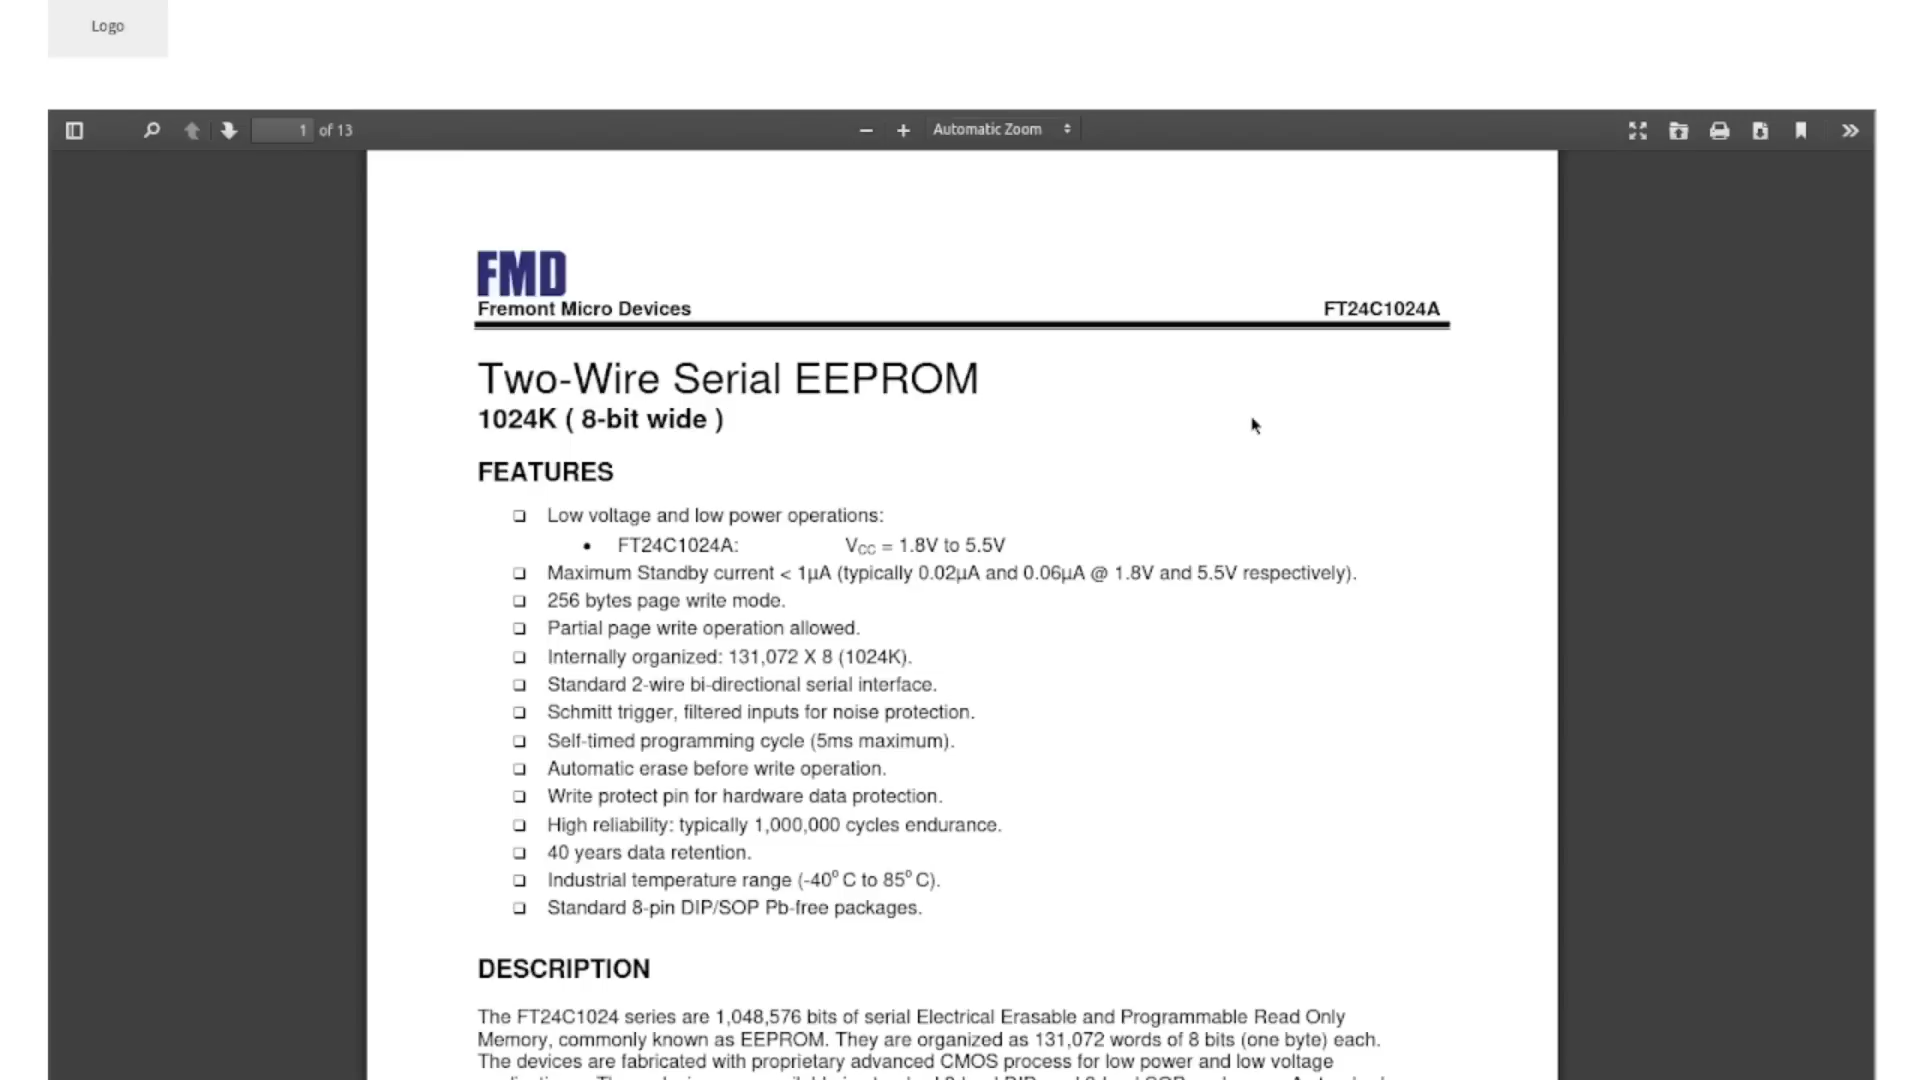 Logo
1 of 13
Automatic Zoom
FMD
Fremont Micro Devices FT24C1024A
Two-Wire Serial EEPROM
1024K ( 8-bit wide )
FEATURES
❑ Low voltage and low power operations:
• FT24C1024A: VCC = 1.8V to 5.5V
❑ Maximum Standby current < 1µA (typically 0.02µA and 0.06µA @ 1.8V and 5.5V respectively).
❑ 256 bytes page write mode.
❑ Partial page write operation allowed.
❑ Internally organized: 131,072 X 8 (1024K).
❑ Standard 2-wire bi-directional serial interface.
❑ Schmitt trigger, filtered inputs for noise protection.
❑ Self-timed programming cycle (5ms maximum).
❑ Automatic erase before write operation.
❑ Write protect pin for hardware data protection.
❑ High reliability: typically 1,000,000 cycles endurance.
❑ 40 years data retention.
❑ Industrial temperature range (-40° C to 85° C).
❑ Standard 8-pin DIP/SOP Pb-free packages.
DESCRIPTION
The FT24C1024 series are 1,048,576 bits of serial Electrical Erasable and Programmable Read Only
Memory, commonly known as EEPROM. They are organized as 131,072 words of 8 bits (one byte) each.
The devices are fabricated with proprietary advanced CMOS process for low power and low voltage